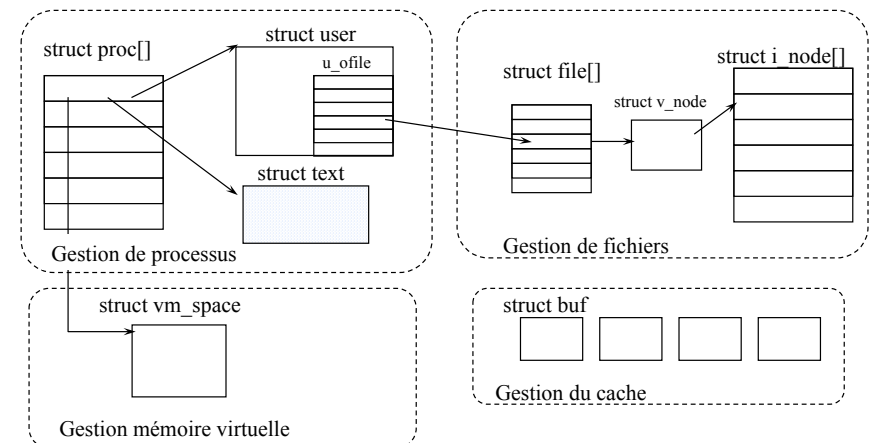 struct proc[]
struct user
u_ofile
struct text
Gestion de processus
struct file[]
struct v_node
struct i_node[]
Gestion de fichiers
struct vm_space
Gestion mémoire virtuelle
struct buf
Gestion du cache